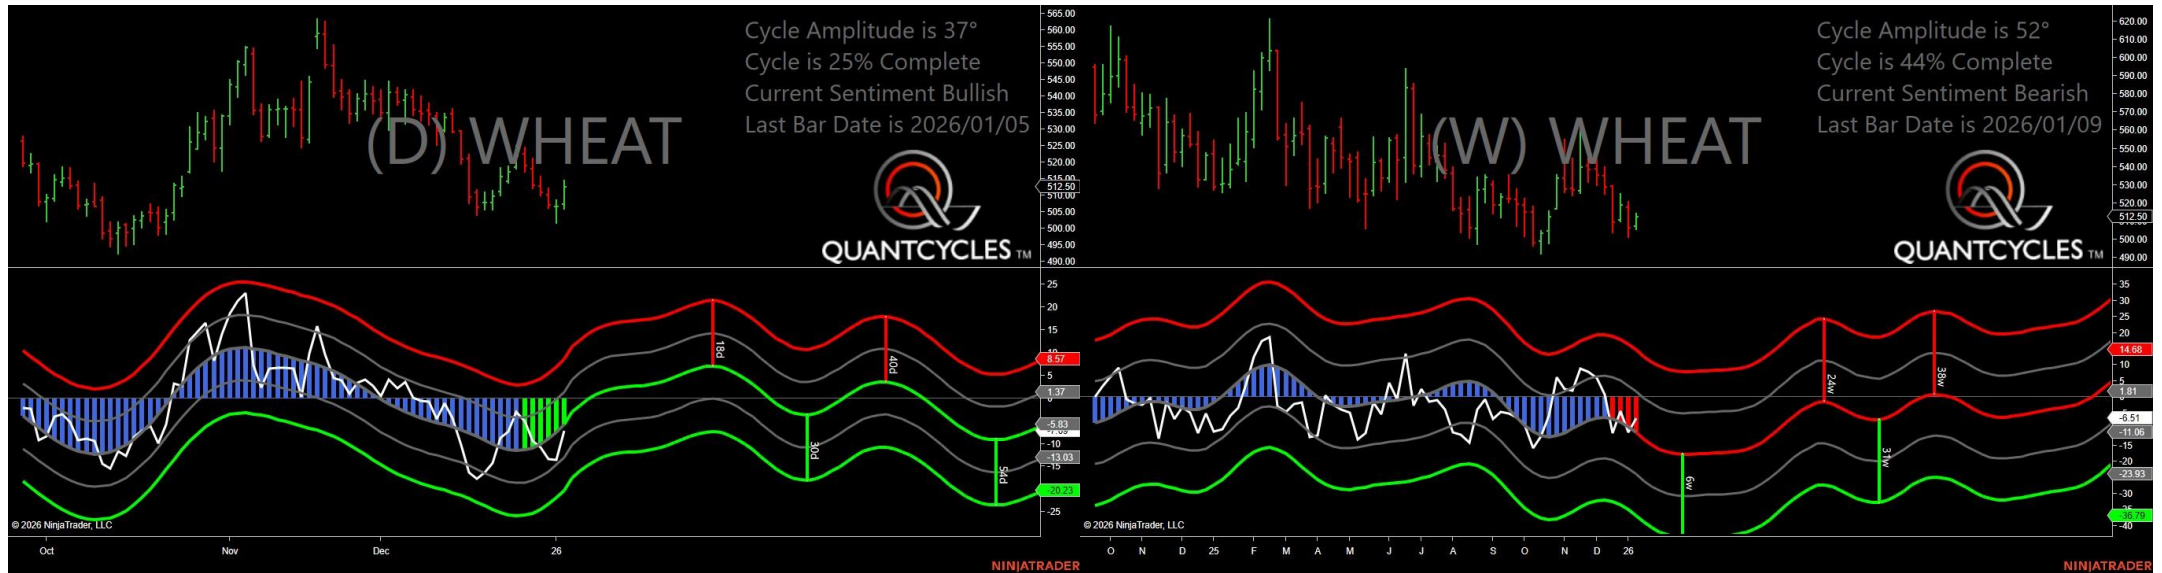 Cycle Amplitude is 37°
Cycle is 25% Complete
Current Sentiment Bullish
Last Bar Date is 2026/01/05
(D) WHEAT
QUANTCYCLES TM
565.00
560.00
555.00
550.00
545.00
540.00
535.00
530.00
525.00
520.00
515.00
512.50
510.00
505.00
500.00
495.00
490.00
25
20
15
8.57
5
1.37
0
-5.83
-10
-13.03
-15
-20.23
-25
18d
30d
40d
54d
© 2026 NinjaTrader, LLC
Oct Nov Dec 26
NINJATRADER
Cycle Amplitude is 52°
Cycle is 44% Complete
Current Sentiment Bearish
Last Bar Date is 2026/01/09
(W) WHEAT
QUANTCYCLES TM
620.00
610.00
600.00
590.00
580.00
570.00
560.00
550.00
540.00
530.00
520.00
512.50
500.00
490.00
35
30
25
20
14.68
10
5
1.81
-6.51
-11.06
-15
-20
-23.93
-30
-36.79
-40
6w
24w
31w
38w
© 2026 NinjaTrader, LLC
O N D 25 F M A M J J A S O N D 26
NINJATRADER